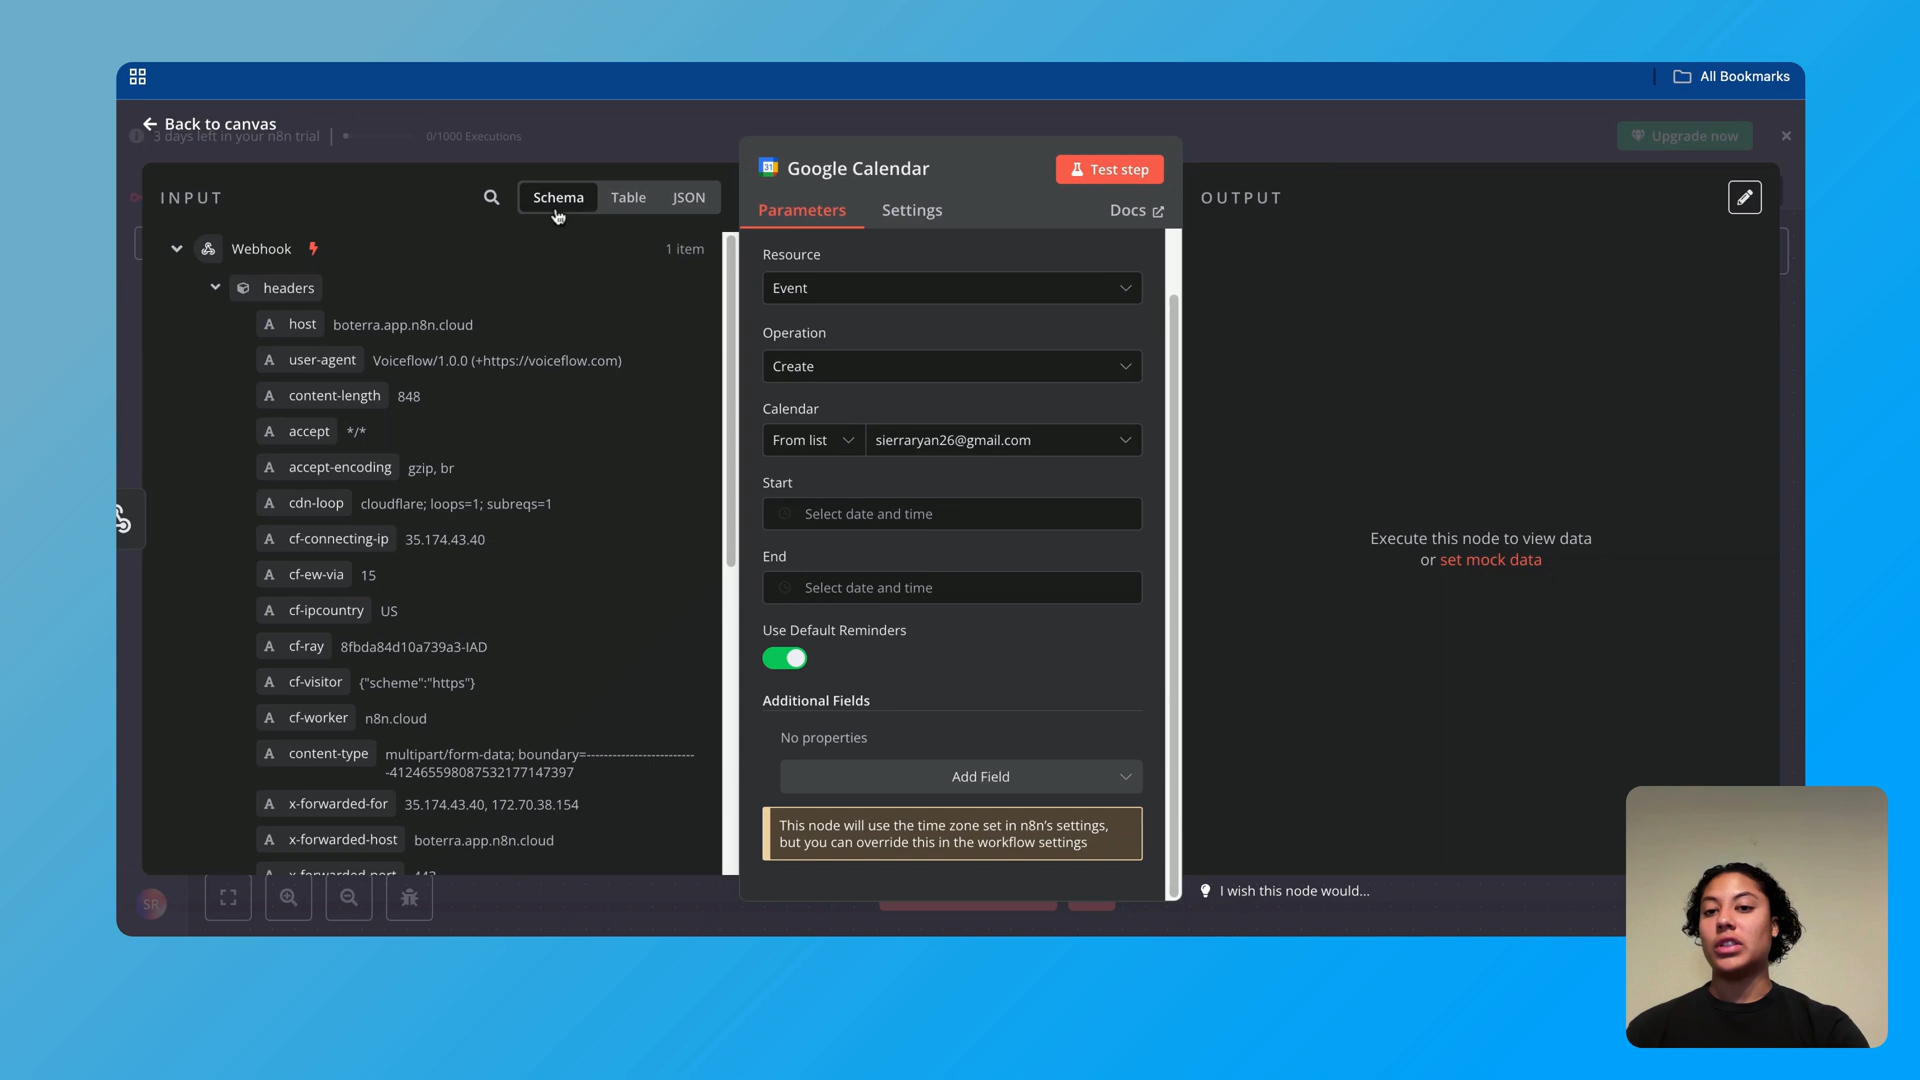 All Bookmarks
Back to canvas
3 days left in your n8n trial
0/1000 Executions
Upgrade now
INPUT
Schema
Table
JSON
Webhook
1 item
headers
A host boterra.app.n8n.cloud
A user-agent Voiceflow/1.0.0 (+https://voiceflow.com)
A content-length 848
A accept */*
A accept-encoding gzip, br
A cdn-loop cloudflare; loops=1; subreqs=1
A cf-connecting-ip 35.174.43.40
A cf-ew-via 15
A cf-ipcountry US
A cf-ray 8fbda84d10a739a3-IAD
A cf-visitor {"scheme":"https"}
A cf-worker n8n.cloud
A content-type multipart/form-data; boundary=--------------------------
-412465598087532177147397
A x-forwarded-for 35.174.43.40, 172.70.38.154
A x-forwarded-host boterra.app.n8n.cloud
A x-forwarded-port 443
SR
31
Google Calendar
Test step
Parameters
Settings
Docs
Resource
Event
Operation
Create
Calendar
From list
sierraryan26@gmail.com
Start
Select date and time
End
Select date and time
Use Default Reminders
Additional Fields
No properties
Add Field
This node will use the time zone set in n8n's settings,
but you can override this in the workflow settings
OUTPUT
Execute this node to view data
or set mock data
I wish this node would...